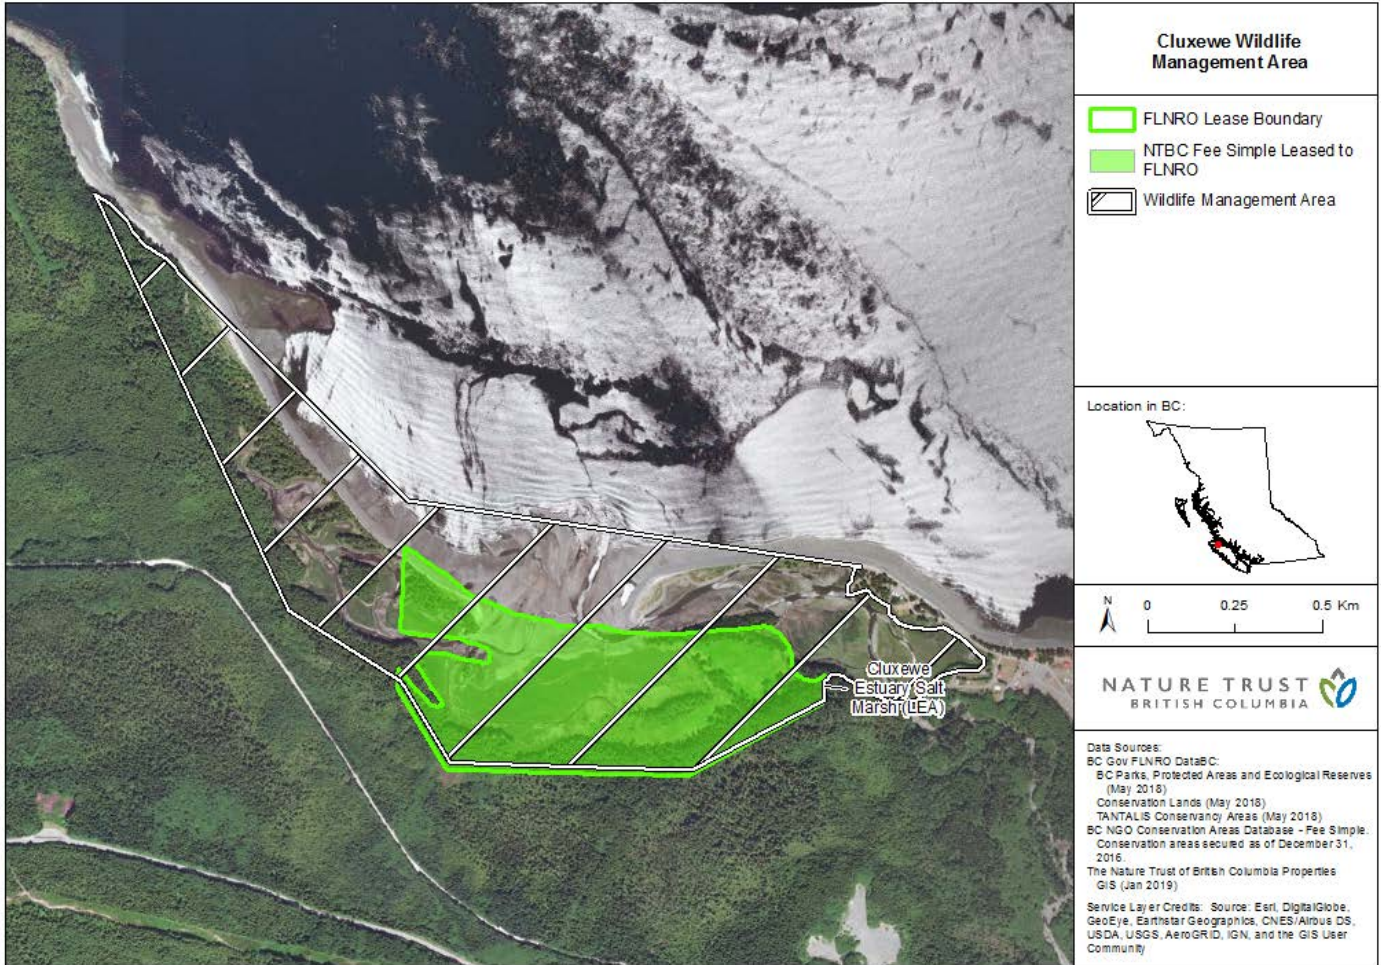 Cluxewe Wildlife
Management Area
FLNRO Lease Boundary
NTBC Fee Simple Leased to
FLNRO
Wildlife Management Area
Location in BC:
N
0 0.25 0.5 Km
NATURE TRUST
BRITISH COLUMBIA
Data Sources:
BC Gov FLNRO DataBC:
BC Parks, Protected Areas and Ecological Reserves
(May 2018)
Conservation Lands (May 2018)
TANTALIS Conservancy Areas (May 2018)
BC NGO Conservation Areas Database - Fee Simple.
Conservation areas secured as of December 31,
2016.
The Nature Trust of British Columbia Properties
GIS (Jan 2019)
Service Layer Credits: Source: Esri, DigitalGlobe,
GeoEye, Earthstar Geographics, CNES/Airbus DS,
USDA, USGS, AeroGRID, IGN, and the GIS User
Community
Cluxewe
Estuary Salt
Marsh (LEA)